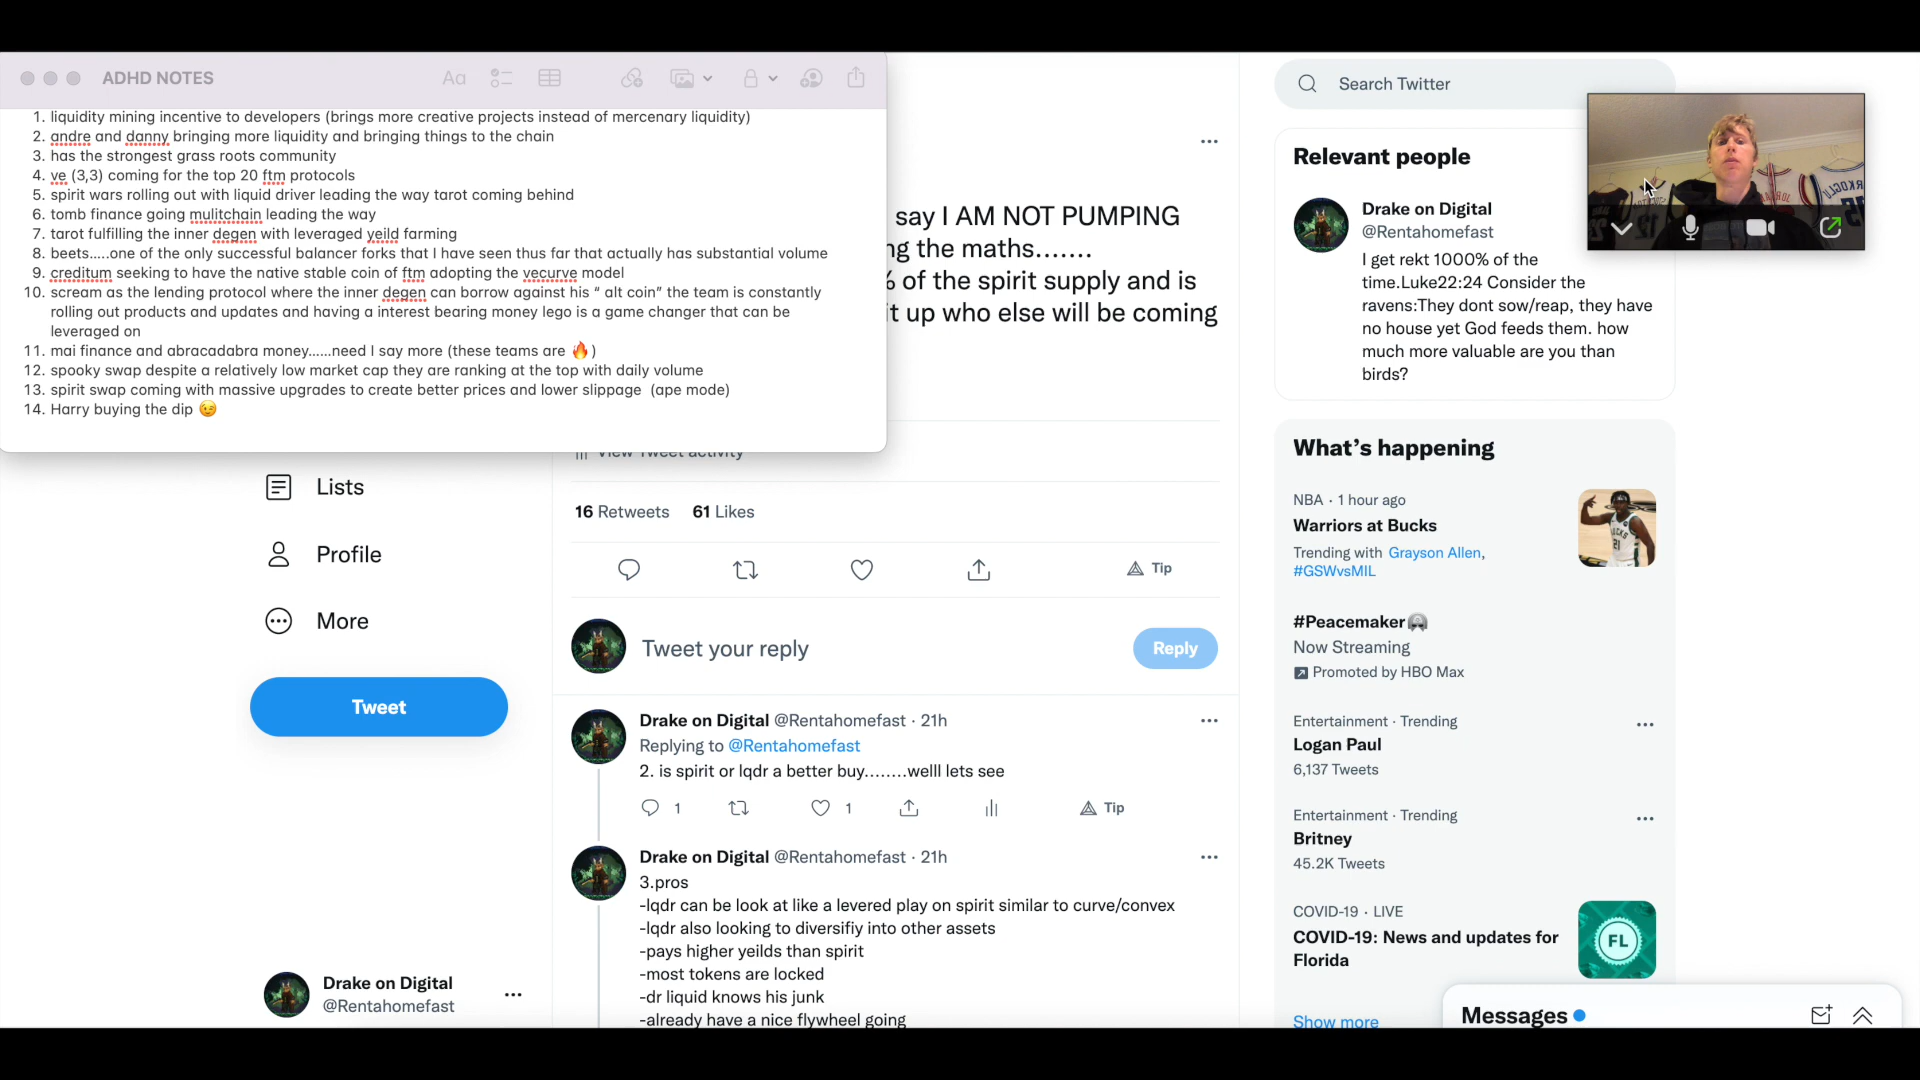 ADHD NOTES
Aa
1. liquidity mining incentive to developers (brings more creative projects instead of mercenary liquidity)
2. andre and danny bringing more liquidity and bringing things to the chain
3. has the strongest grass roots community
4. ve (3,3) coming for the top 20 ftm protocols
5. spirit wars rolling out with liquid driver leading the way tarot coming behind
6. tomb finance going mulitchain leading the way
7. tarot fulfilling the inner degen with leveraged yeild farming
8. beets.....one of the only successful balancer forks that I have seen thus far that actually has substantial volume
9. creditum seeking to have the native stable coin of ftm adopting the vecurve model
10. scream as the lending protocol where the inner degen can borrow against his “ alt coin” the team is constantly
rolling out products and updates and having a interest bearing money lego is a game changer that can be
leveraged on
11. mai finance and abracadabra money......need I say more (these teams are 🔥)
12. spooky swap despite a relatively low market cap they are ranking at the top with daily volume
13. spirit swap coming with massive upgrades to create better prices and lower slippage  (ape mode)
14. Harry buying the dip 😉
Lists
Profile
More
Tweet
Drake on Digital
@Rentahomefast
say I AM NOT PUMPING
ng the maths.......
% of the spirit supply and is
it up who else will be coming
View Tweet activity
16 Retweets 61 Likes
Tip
Tweet your reply
Reply
Drake on Digital @Rentahomefast · 21h
Replying to @Rentahomefast
2. is spirit or lqdr a better buy........welll lets see
1 1 Tip
Drake on Digital @Rentahomefast · 21h
3.pros
-lqdr can be look at like a levered play on spirit similar to curve/convex
-lqdr also looking to diversifiy into other assets
-pays higher yeilds than spirit
-most tokens are locked
-dr liquid knows his junk
-already have a nice flywheel going
Search Twitter
Relevant people
Drake on Digital
@Rentahomefast
I get rekt 1000% of the
time.Luke22:24 Consider the
ravens:They dont sow/reap, they have
no house yet God feeds them. how
much more valuable are you than
birds?
What’s happening
NBA · 1 hour ago
Warriors at Bucks
Trending with Grayson Allen,
#GSWvsMIL
#Peacemaker
Now Streaming
Promoted by HBO Max
Entertainment · Trending
Logan Paul
6,137 Tweets
Entertainment · Trending
Britney
45.2K Tweets
COVID-19 · LIVE
COVID-19: News and updates for
Florida
FL
Show more
Messages